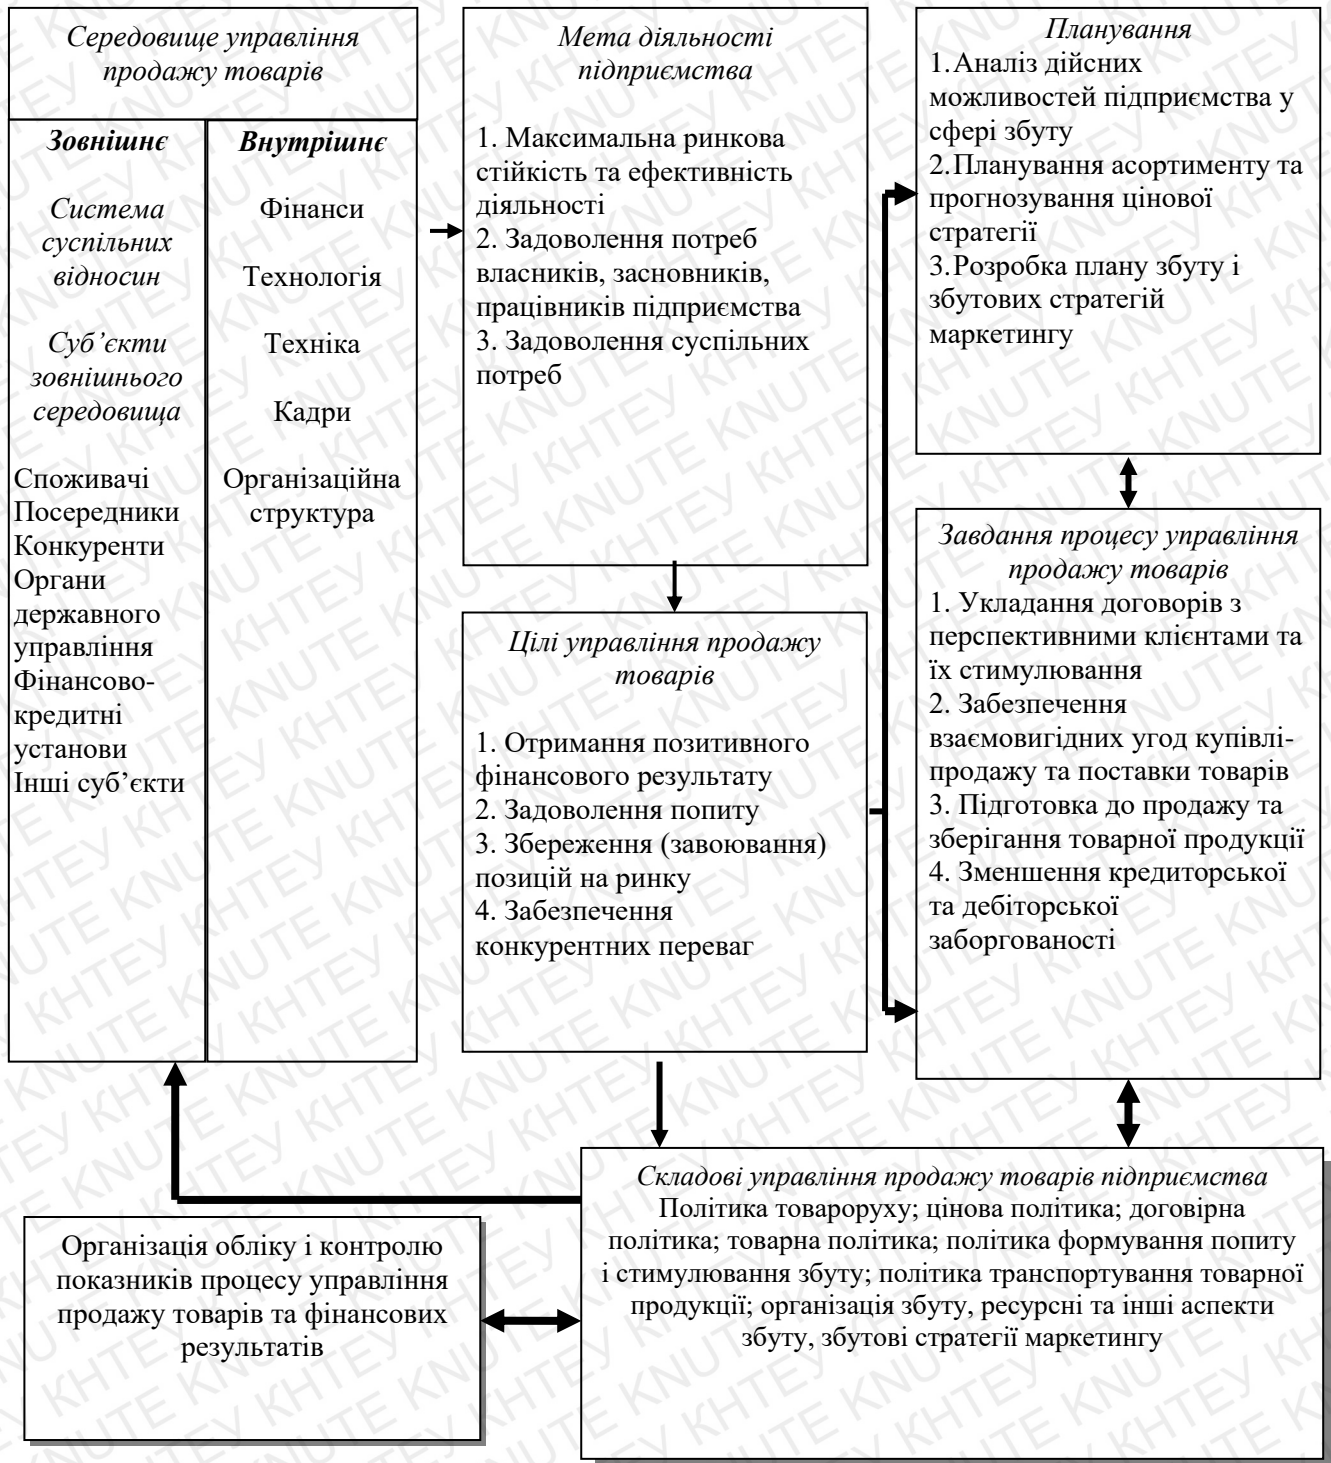 Середовище управління
продажу товарів
Зовнішнє
Система
суспільних
відносин
Суб’єкти
зовнішнього
середовища
Споживачі
Посередники
Конкуренти
Органи
державного
управління
Фінансово-
кредитні
установи
Інші суб’єкти
Внутрішнє
Фінанси
Технологія
Техніка
Кадри
Організаційна
структура
Мета діяльності
підприємства
1. Максимальна ринкова
стійкість та ефективність
діяльності
2. Задоволення потреб
власників, засновників,
працівників підприємства
3. Задоволення суспільних
потреб
Цілі управління продажу
товарів
1. Отримання позитивного
фінансового результату
2. Задоволення попиту
3. Збереження (завоювання)
позицій на ринку
4. Забезпечення
конкурентних переваг
Планування
1.Аналіз дійсних
можливостей підприємства у
сфері збуту
2.Планування асортименту та
прогнозування цінової
стратегії
3.Розробка плану збуту і
збутових стратегій
маркетингу
Завдання процесу управління
продажу товарів
1. Укладання договорів з
перспективними клієнтами та
їх стимулювання
2. Забезпечення
взаємовигідних угод купівлі-
продажу та поставки товарів
3. Підготовка до продажу та
зберігання товарної продукції
4. Зменшення кредиторської
та дебіторської
заборгованості
Складові управління продажу товарів підприємства
Політика товароруху; цінова політика; договірна
політика; товарна політика; політика формування попиту
і стимулювання збуту; політика транспортування товарної
продукції; організація збуту, ресурсні та інші аспекти
збуту, збутові стратегії маркетингу
Організація обліку і контролю
показників процесу управління
продажу товарів та фінансових
результатів